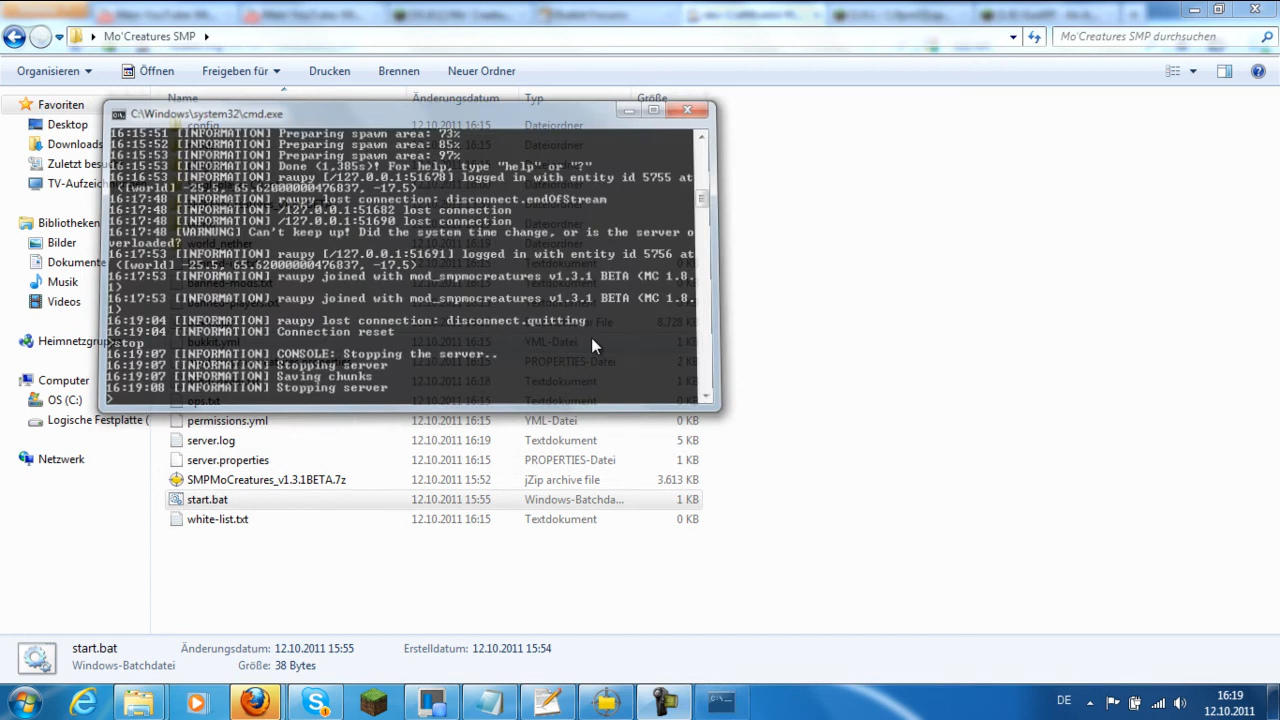 Mo'Creatures SMP
Mo'Creatures SMP durchsuchen
Organisieren Öffnen Freigeben für Drucken Brennen Neuer Ordner
Favoriten
Desktop
Downloads
Zuletzt besu
TV-Aufzeichn
Bibliotheken
Bilder
Dokumente
Musik
Videos
Heimnetzgrup
Computer
OS (C:)
Logische Festplatte (
Netzwerk
Name Änderungsdatum Typ Größe
C:\Windows\system32\cmd.exe
16:15:51 [INFORMATION] Preparing spawn area: 73%
16:15:52 [INFORMATION] Preparing spawn area: 85%
16:15:53 [INFORMATION] Preparing spawn area: 97%
16:15:53 [INFORMATION] Done (1,385s)! For help, type "help" or "?"
16:16:53 [INFORMATION] raupy [/127.0.0.1:51678] logged in with entity id 5755 at
([world] -25.5, 65.62000000476837, -17.5)
16:17:48 [INFORMATION] raupy lost connection: disconnect.endOfStream
16:17:48 [INFORMATION] /127.0.0.1:51682 lost connection
16:17:48 [INFORMATION] /127.0.0.1:51690 lost connection
16:17:48 [WARNUNG] Can't keep up! Did the system time change, or is the server o
verloaded?
16:17:53 [INFORMATION] raupy [/127.0.0.1:51691] logged in with entity id 5756 at
([world] -25.5, 65.62000000476837, -17.5)
16:17:53 [INFORMATION] raupy joined with mod_smpmocreatures v1.3.1 BETA (MC 1.8.
1)
16:17:53 [INFORMATION] raupy joined with mod_smpmocreatures v1.3.1 BETA (MC 1.8.
1)
16:19:04 [INFORMATION] raupy lost connection: disconnect.quitting
16:19:04 [INFORMATION] Connection reset
stop
16:19:07 [INFORMATION] CONSOLE: Stopping the server..
16:19:07 [INFORMATION] Stopping server
16:19:07 [INFORMATION] Saving chunks
16:19:08 [INFORMATION] Stopping server
>
permissions.yml 12.10.2011 16:15 YML-Datei 0 KB
server.log 12.10.2011 16:19 Textdokument 5 KB
server.properties 12.10.2011 16:15 PROPERTIES-Datei 1 KB
SMPMoCreatures_v1.3.1BETA.7z 12.10.2011 15:52 jZip archive file 3.613 KB
start.bat 12.10.2011 15:55 Windows-Batchda... 1 KB
white-list.txt 12.10.2011 16:15 Textdokument 0 KB
start.bat Änderungsdatum: 12.10.2011 15:55 Erstelldatum: 12.10.2011 15:54
Windows-Batchdatei Größe: 38 Bytes
DE
16:19
12.10.2011